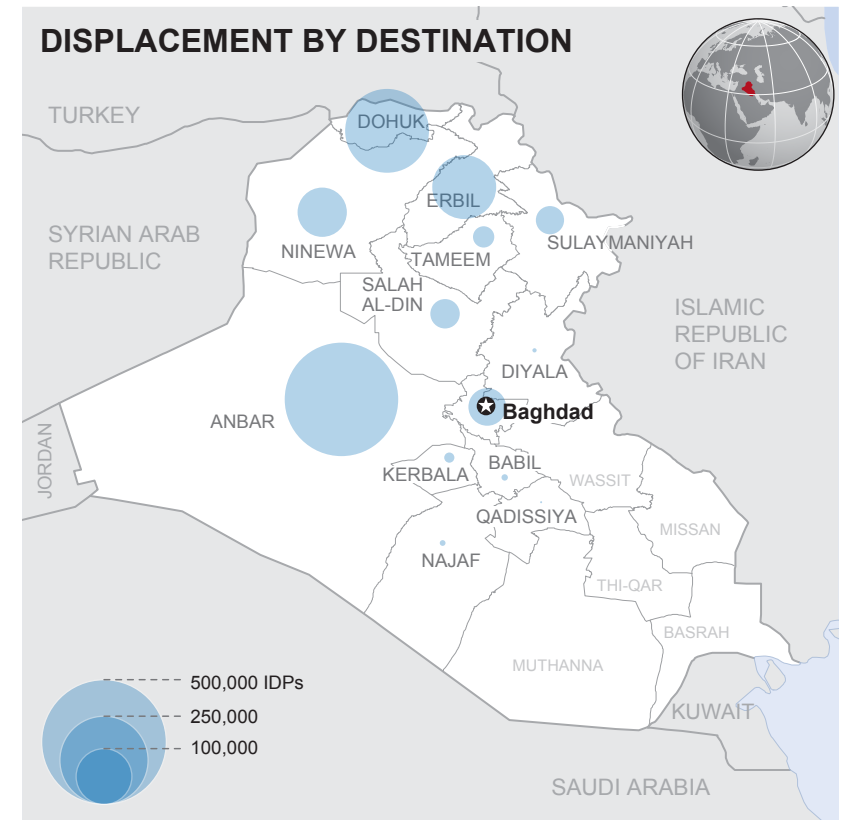 DISPLACEMENT BY DESTINATION
TURKEY
DOHUK
ERBIL
SYRIAN ARAB
REPUBLIC
NINEWA
SULAYMANIYAH
TAMEEM
SALAH
AL-DIN
ISLAMIC
REPUBLIC
OF IRAN
DIYALA
ANBAR
Baghdad
JORDAN
KERBALA
BABIL
WASSIT
QADISSIYA
MISSAN
NAJAF
THI-QAR
BASRAH
MUTHANNA
500,000 IDPs
250,000
100,000
KUWAIT
SAUDI ARABIA